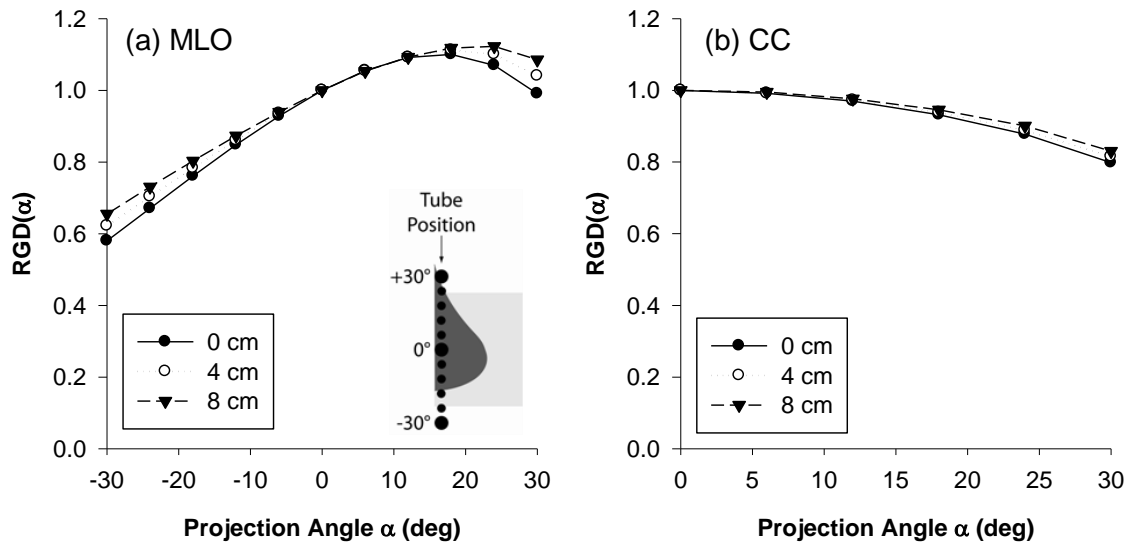 1.2
1.0
0.8
0.6
0.4
0.2
0.0
RGD(α)
(a) MLO
Tube
Position
+30°
0°
-30°
0 cm
4 cm
8 cm
-30
-20
-10
0
10
20
30
Projection Angle α (deg)
1.2
1.0
0.8
0.6
0.4
0.2
0.0
RGD(α)
(b) CC
0 cm
4 cm
8 cm
0
5
10
15
20
25
30
Projection Angle α (deg)